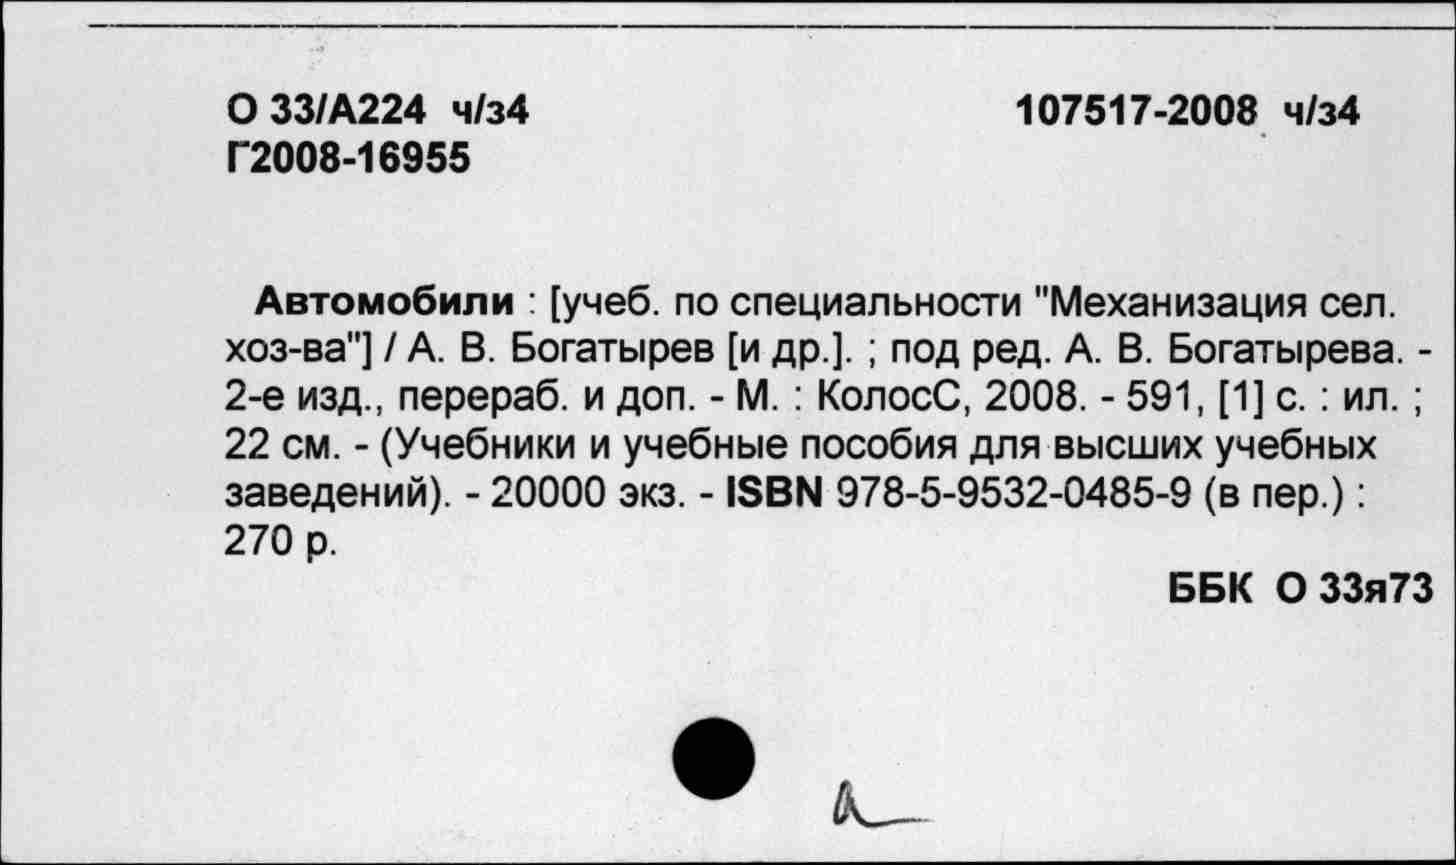 О 33/А224 ч/з4 107517-2008 ч/з4
Г2008-16955
Автомобили : [учеб. по специальности "Механизация сел.
хоз-ва"] / А. В. Богатырев [и др.]. ; под ред. А. В. Богатырева. -
2-е изд., перераб. и доп. - М. : КолосС, 2008. - 591, [1] с. : ил. ;
22 см. - (Учебники и учебные пособия для высших учебных
заведений). - 20000 экз. - ISBN 978-5-9532-0485-9 (в пер.) :
270 р.
ББК О 33я73